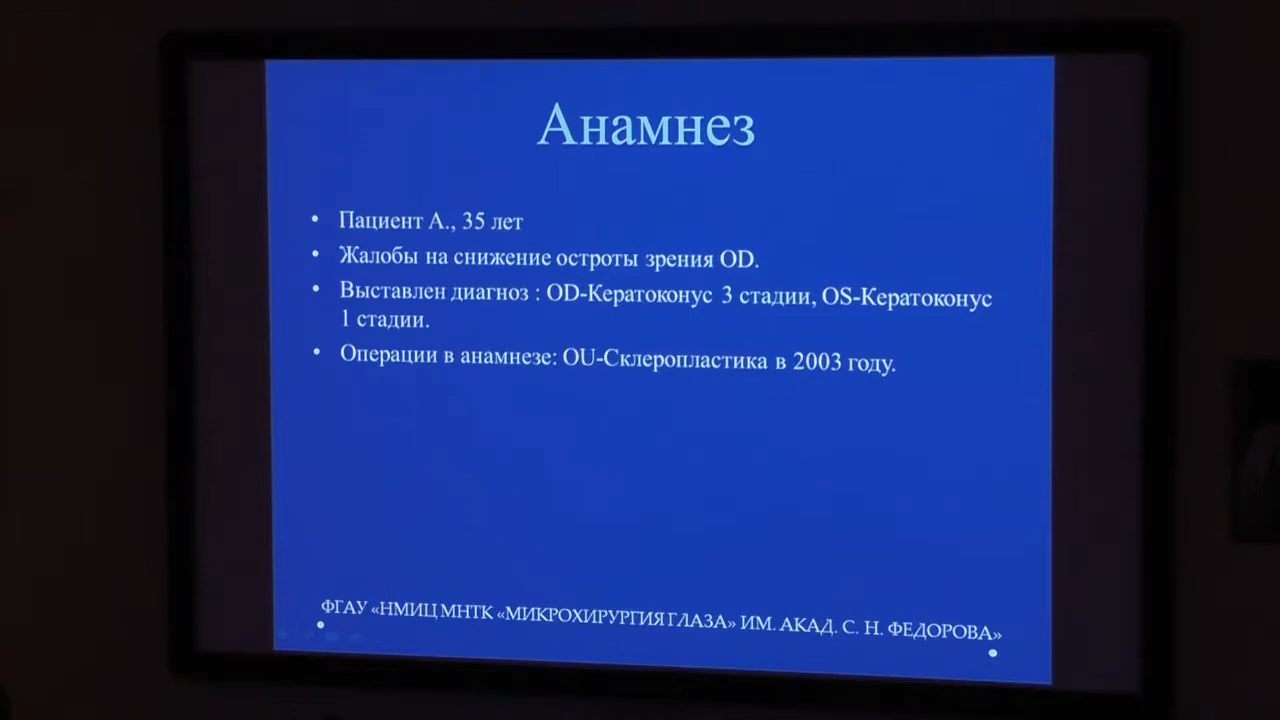 Анамнез
• Пациент А., 35 лет
• Жалобы на снижение остроты зрения OD.
• Выставлен диагноз : OD-Кератоконус 3 стадии, OS-Кератоконус
1 стадии.
• Операции в анамнезе: OU-Склеропластика в 2003 году.
ФГАУ «НМИЦ МНТК «МИКРОХИРУРГИЯ ГЛАЗА» ИМ. АКАД. С. Н. ФЕДОРОВА»